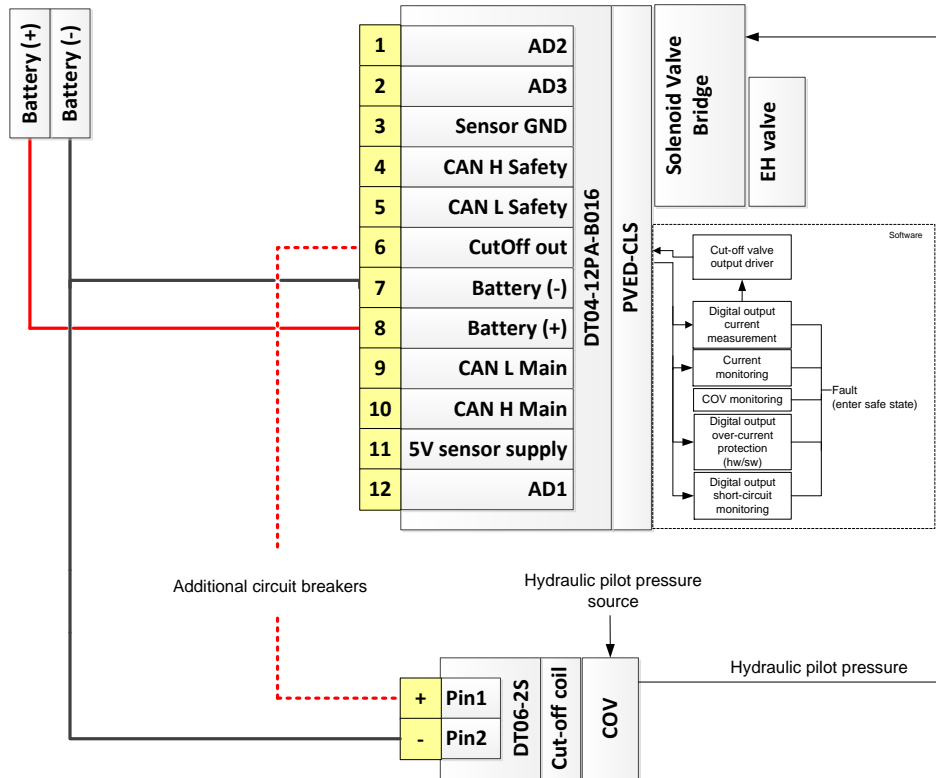 Battery (+)
Battery (-)
1
AD2
2
AD3
3
Sensor GND
4
CAN H Safety
5
CAN L Safety
6
CutOff out
7
Battery (-)
8
Battery (+)
9
CAN L Main
10
CAN H Main
11
5V sensor supply
12
AD1
DT04-12PA-B016
PVED-CLS
Solenoid Valve
Bridge
EH valve
Software
Cut-off valve
output driver
Digital output
current
measurement
Current
monitoring
COV monitoring
Digital output
over-current
protection
(hw/sw)
Digital output
short-circuit
monitoring
Fault
(enter safe state)
Additional circuit breakers
Hydraulic pilot pressure
source
Hydraulic pilot pressure
+
Pin1
-
Pin2
DT06-2S
Cut-off coil
COV